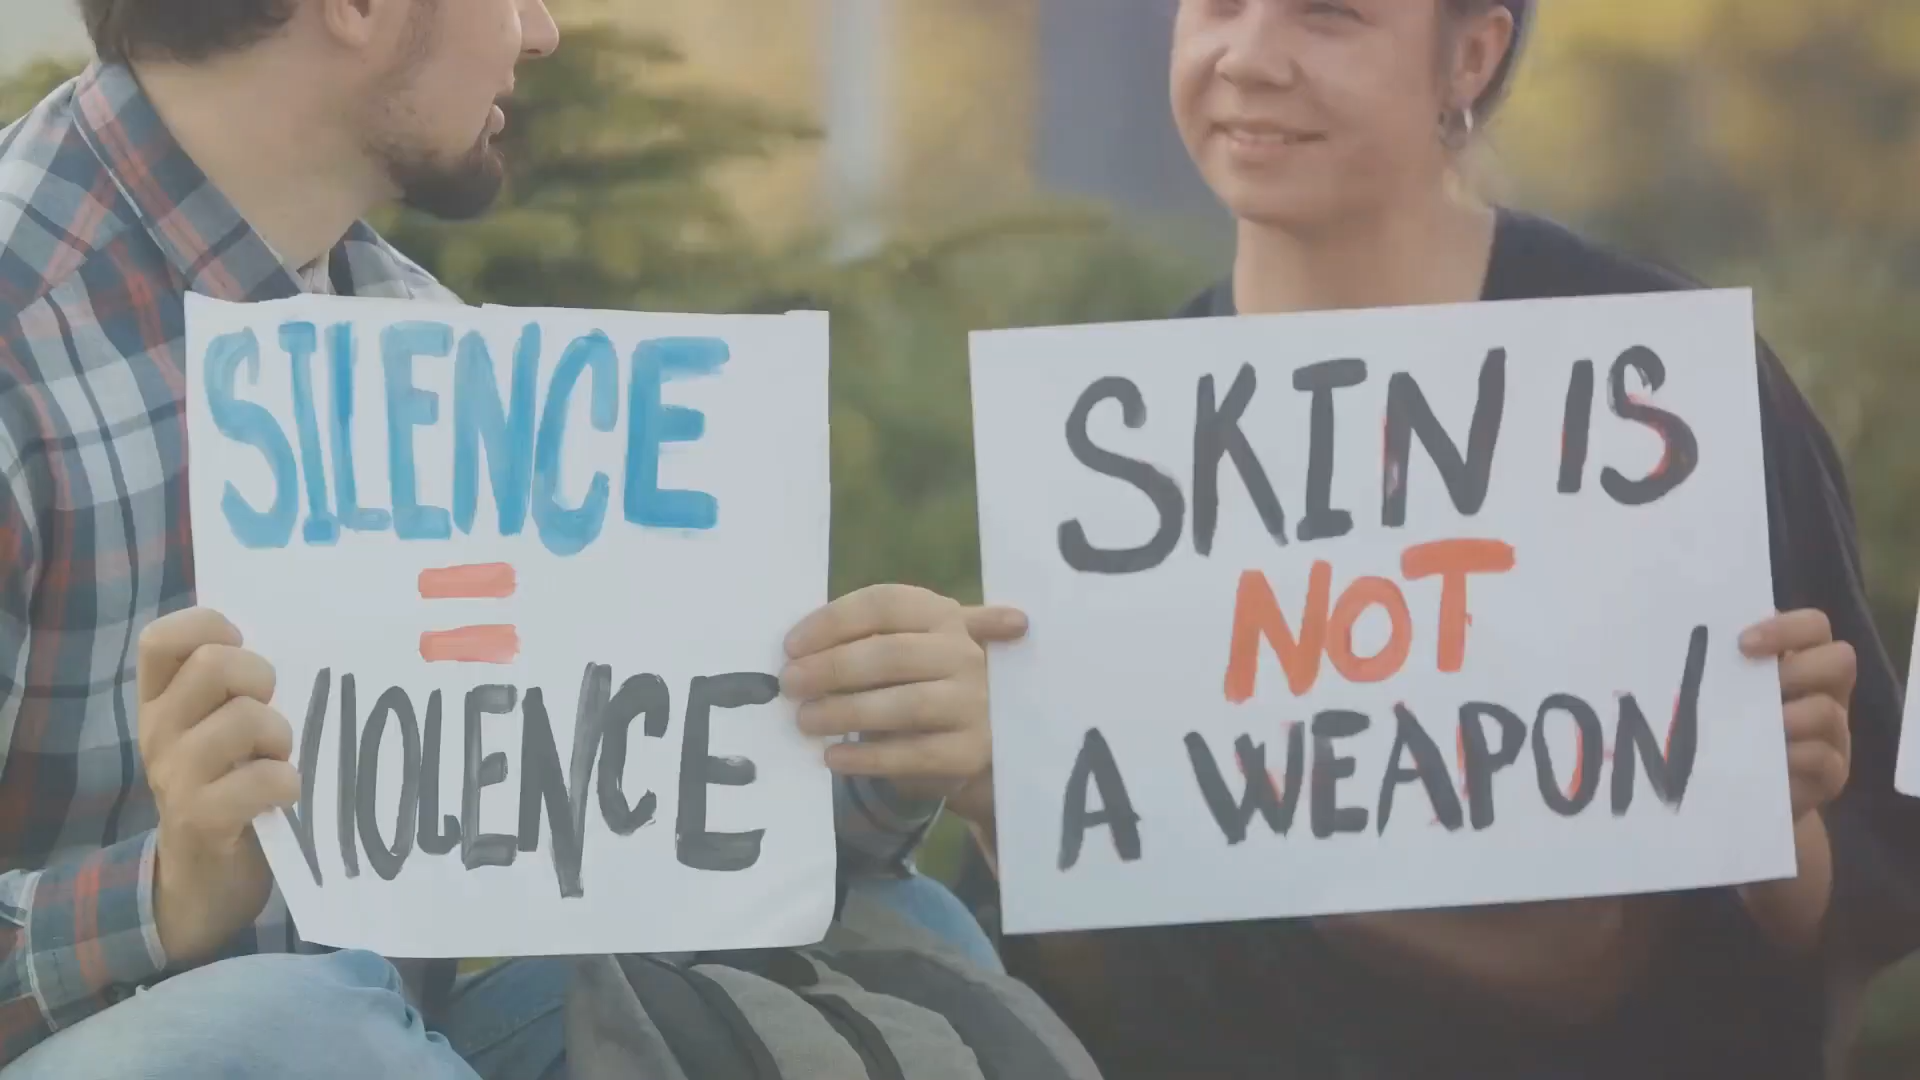 SILENCE
=
VIOLENCE
SKIN IS
NOT
A WEAPON